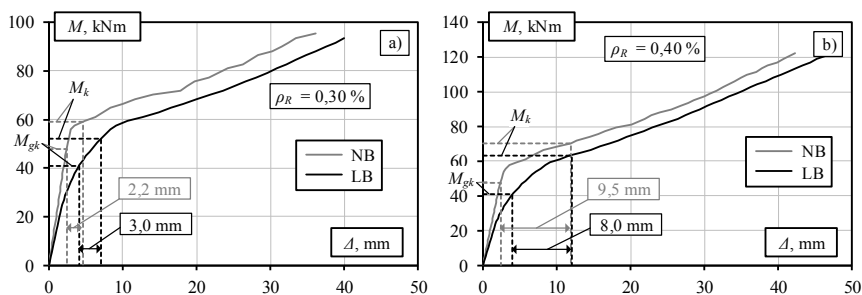 M, kNm
a)
100
80
60
40
20
0
M_k
M_gk
ρ_R = 0,30 %
NB
LB
2,2 mm
3,0 mm
Δ, mm
0 10 20 30 40 50
M, kNm
b)
140
120
100
80
60
40
20
0
ρ_R = 0,40 %
M_k
M_gk
NB
LB
9,5 mm
8,0 mm
Δ, mm
0 10 20 30 40 50